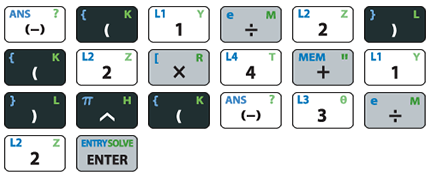 ANS ? { K L1 Y e M L2 Z } L
(−) ( 1 ÷ 2 )
{ K L2 Z [ R L4 T MEM " L1 Y
( 2 × 4 + 1
} L π H { K ANS ? L3 θ e M
) ^ ( (−) 3 ÷
L2 Z ENTRY SOLVE
2 ENTER